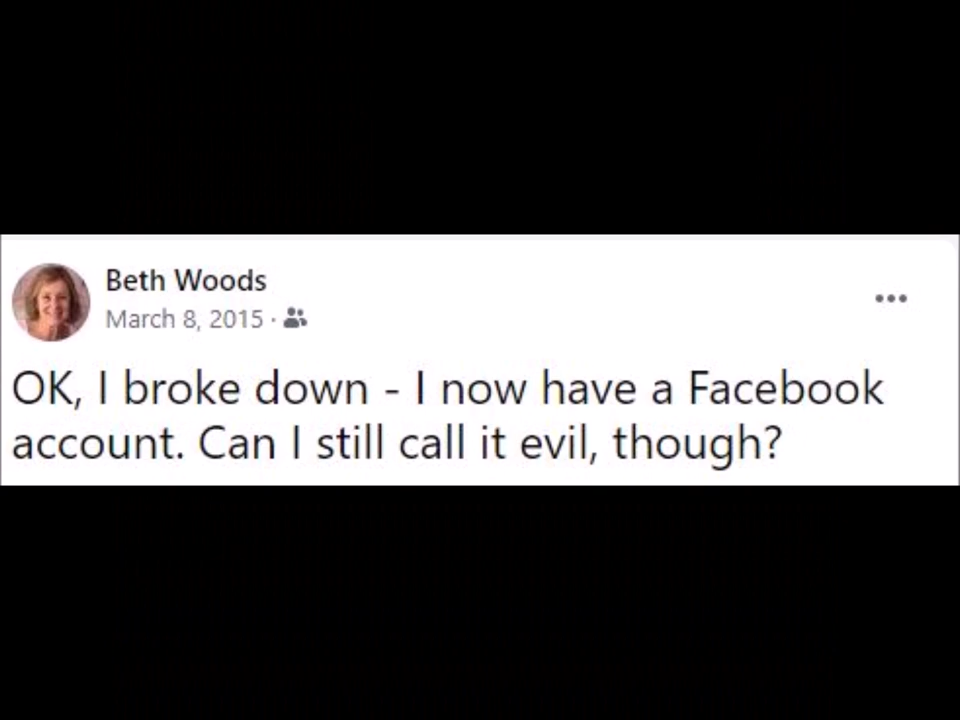 Beth Woods
March 8, 2015 ·
OK, I broke down - I now have a Facebook
account. Can I still call it evil, though?